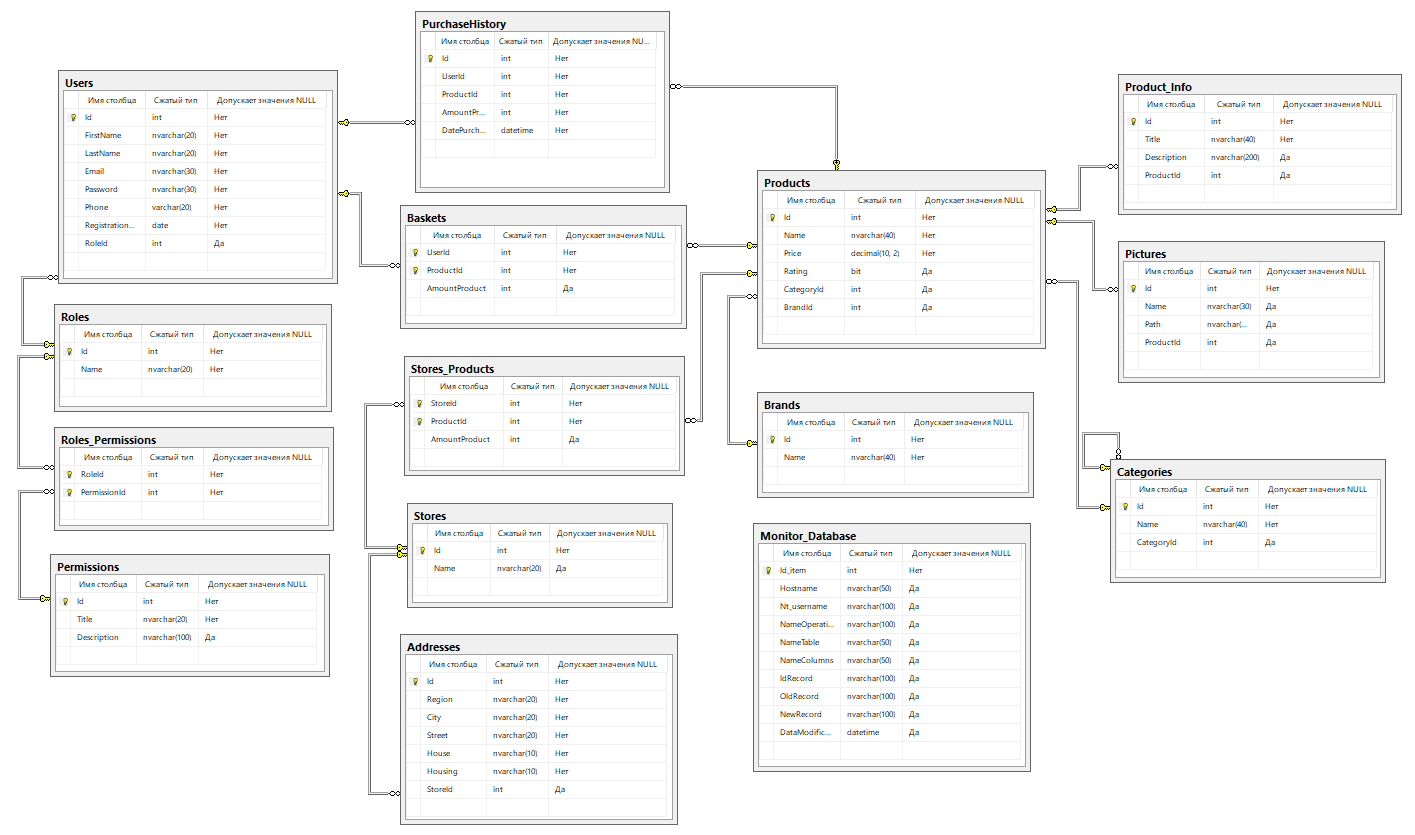 PurchaseHistory
Имя столбца Сжатый тип Допускает значения NU...
Id int Нет
UserId int Нет
ProductId int Нет
AmountPr... int Нет
DatePurch... datetime Нет
Users
Имя столбца Сжатый тип Допускает значения NULL
Id int Нет
FirstName nvarchar(20) Нет
LastName nvarchar(20) Нет
Email nvarchar(30) Нет
Password nvarchar(30) Нет
Phone varchar(20) Нет
Registration... date Нет
RoleId int Да
Product_Info
Имя столбца Сжатый тип Допускает значения NULL
Id int Нет
Title nvarchar(40) Нет
Description nvarchar(200) Да
ProductId int Да
Products
Имя столбца Сжатый тип Допускает значения NULL
Id int Нет
Name nvarchar(40) Нет
Price decimal(10, 2) Нет
Rating bit Да
CategoryId int Да
BrandId int Да
Baskets
Имя столбца Сжатый тип Допускает значения NULL
UserId int Нет
ProductId int Нет
AmountProduct int Да
Pictures
Имя столбца Сжатый тип Допускает значения NULL
Id int Нет
Name nvarchar(30) Да
Path nvarchar(... Да
ProductId int Да
Roles
Имя столбца Сжатый тип Допускает значения NULL
Id int Нет
Name nvarchar(20) Нет
Stores_Products
Имя столбца Сжатый тип Допускает значения NULL
StoreId int Нет
ProductId int Нет
AmountProduct int Да
Brands
Имя столбца Сжатый тип Допускает значения NULL
Id int Нет
Name nvarchar(40) Нет
Roles_Permissions
Имя столбца Сжатый тип Допускает значения NULL
RoleId int Нет
PermissionId int Нет
Categories
Имя столбца Сжатый тип Допускает значения NULL
Id int Нет
Name nvarchar(40) Нет
CategoryId int Да
Stores
Имя столбца Сжатый тип Допускает значения NULL
Id int Нет
Name nvarchar(20) Да
Monitor_Database
Имя столбца Сжатый тип Допускает значения NULL
Id_item int Нет
Hostname nvarchar(50) Да
Nt_username nvarchar(100) Да
NameOperati... nvarchar(100) Да
NameTable nvarchar(50) Да
NameColumns nvarchar(50) Да
IdRecord nvarchar(100) Да
OldRecord nvarchar(100) Да
NewRecord nvarchar(100) Да
DataModific... datetime Да
Permissions
Имя столбца Сжатый тип Допускает значения NULL
Id int Нет
Title nvarchar(20) Нет
Description nvarchar(100) Да
Addresses
Имя столбца Сжатый тип Допускает значения NULL
Id int Нет
Region nvarchar(20) Нет
City nvarchar(20) Нет
Street nvarchar(20) Нет
House nvarchar(10) Нет
Housing nvarchar(10) Нет
StoreId int Да